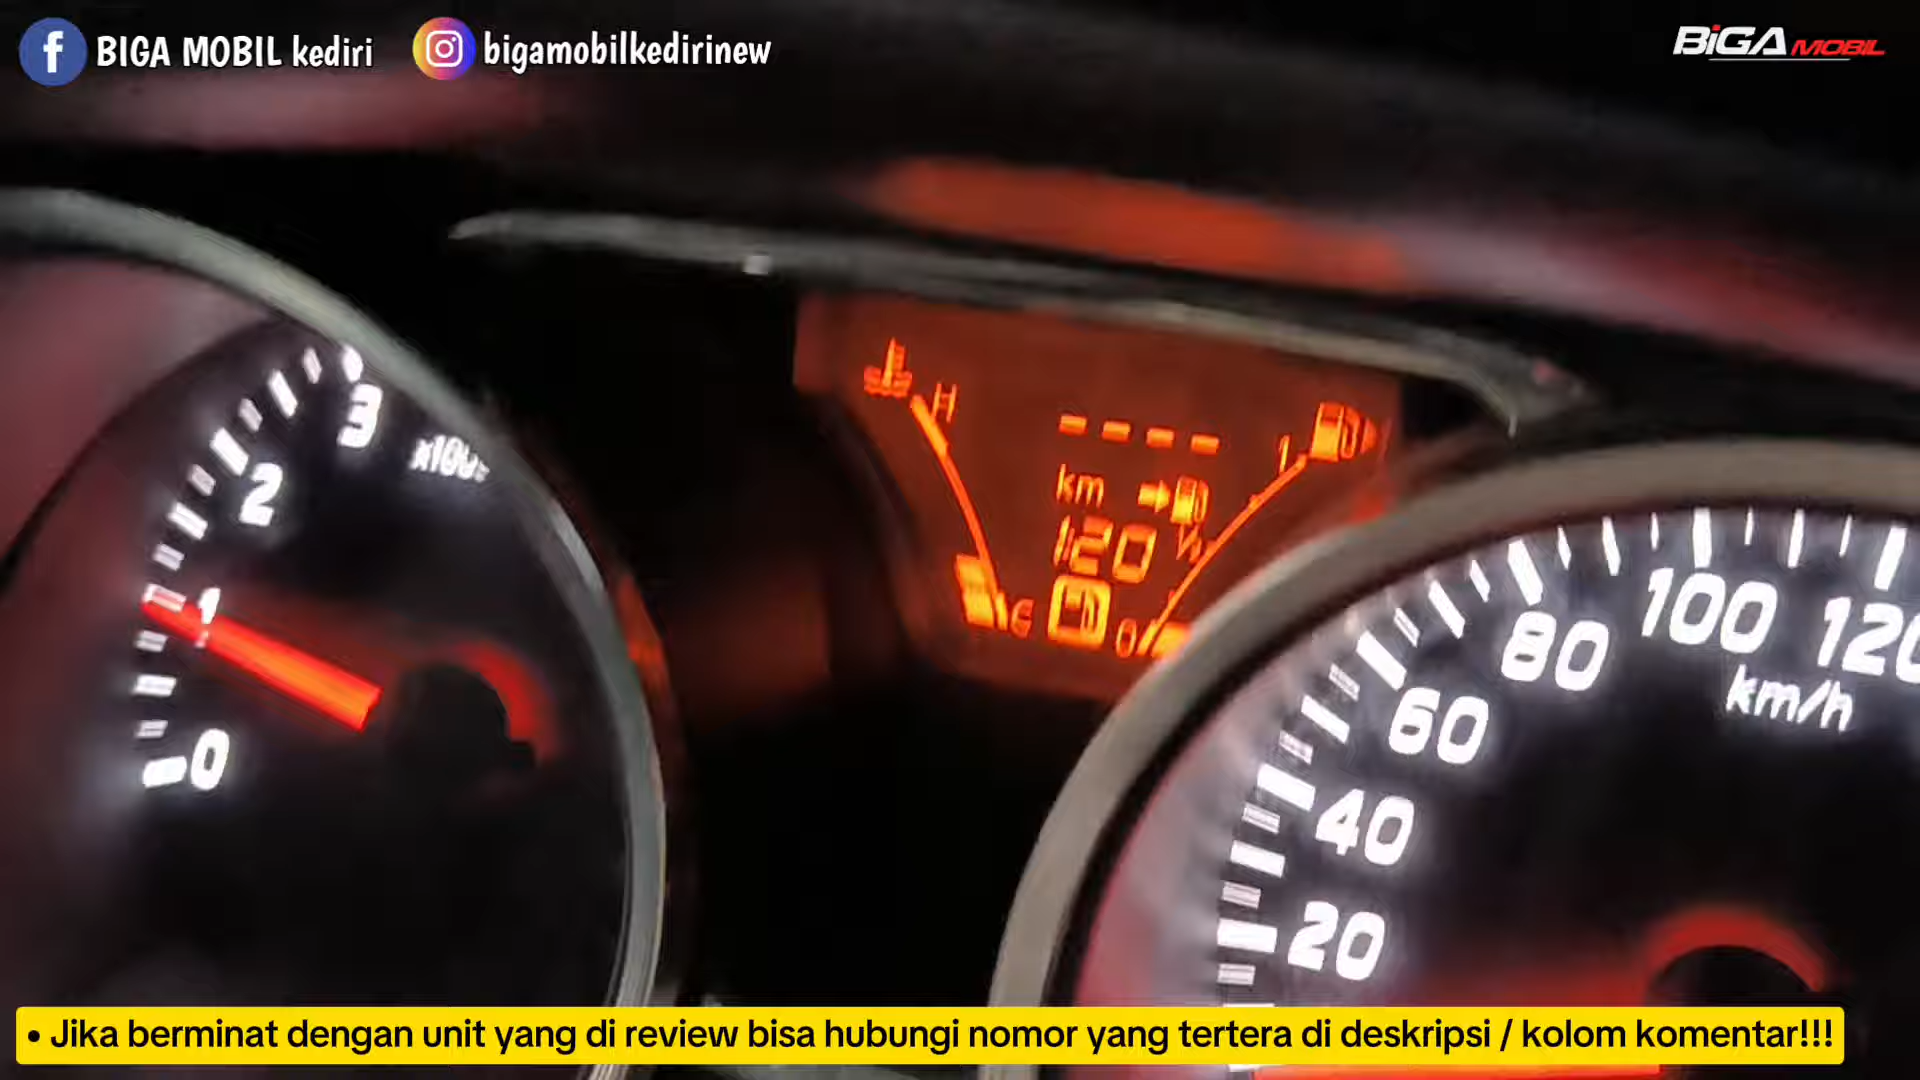 BIGA MOBIL kediri
bigamobilkedirinew
BiGA MOBIL
3
2
1
0
H
km
120
0
120
100
80
km/h
60
40
20
• Jika berminat dengan unit yang di review bisa hubungi nomor yang tertera di deskripsi / kolom komentar!!!